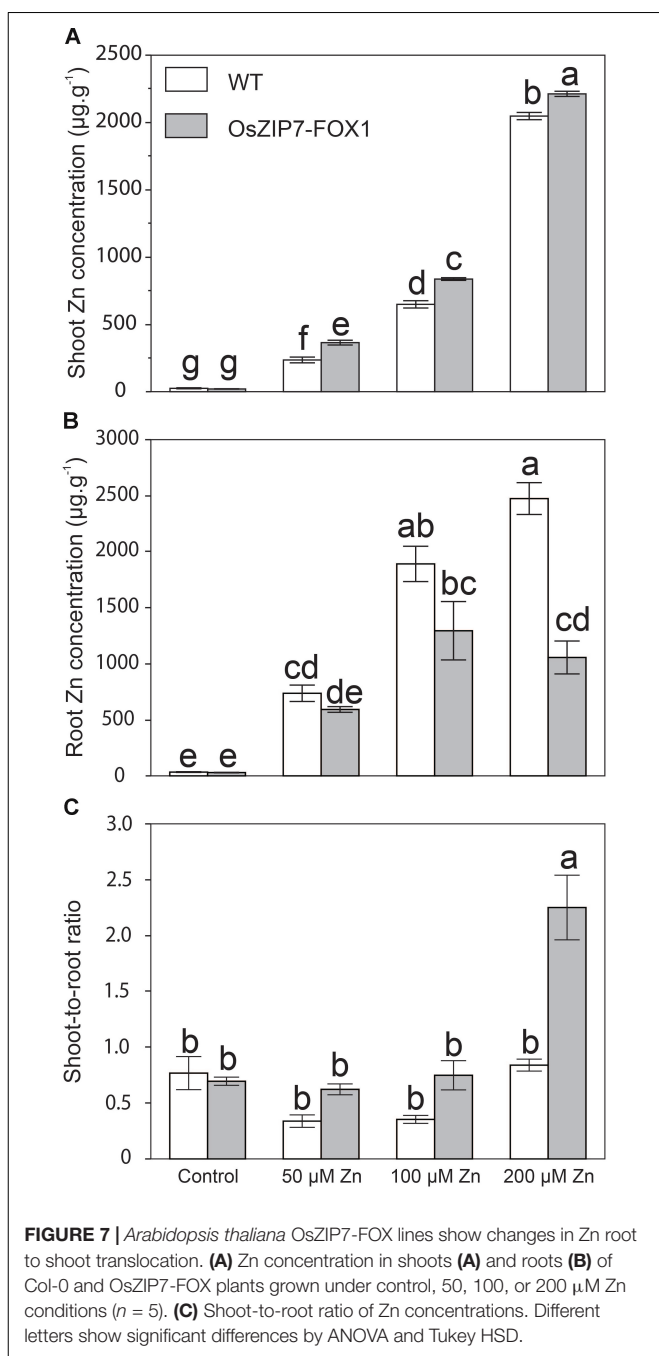 A
Shoot Zn concentration (µg.g⁻¹)
2500
2000
1500
1000
500
0
WT
OsZIP7-FOX1
g g
f e
d c
b a
B
Root Zn concentration (µg.g⁻¹)
3000
2500
2000
1500
1000
500
0
e e
cd de
ab bc
a cd
C
Shoot-to-root ratio
3.0
2.5
2.0
1.5
1.0
0.5
0
b b
b b
b b
b a
Control 50 µM Zn 100 µM Zn 200 µM Zn
FIGURE 7 | Arabidopsis thaliana OsZIP7-FOX lines show changes in Zn root
to shoot translocation. (A) Zn concentration in shoots (A) and roots (B) of
Col-0 and OsZIP7-FOX plants grown under control, 50, 100, or 200 µM Zn
conditions (n = 5). (C) Shoot-to-root ratio of Zn concentrations. Different
letters show significant differences by ANOVA and Tukey HSD.